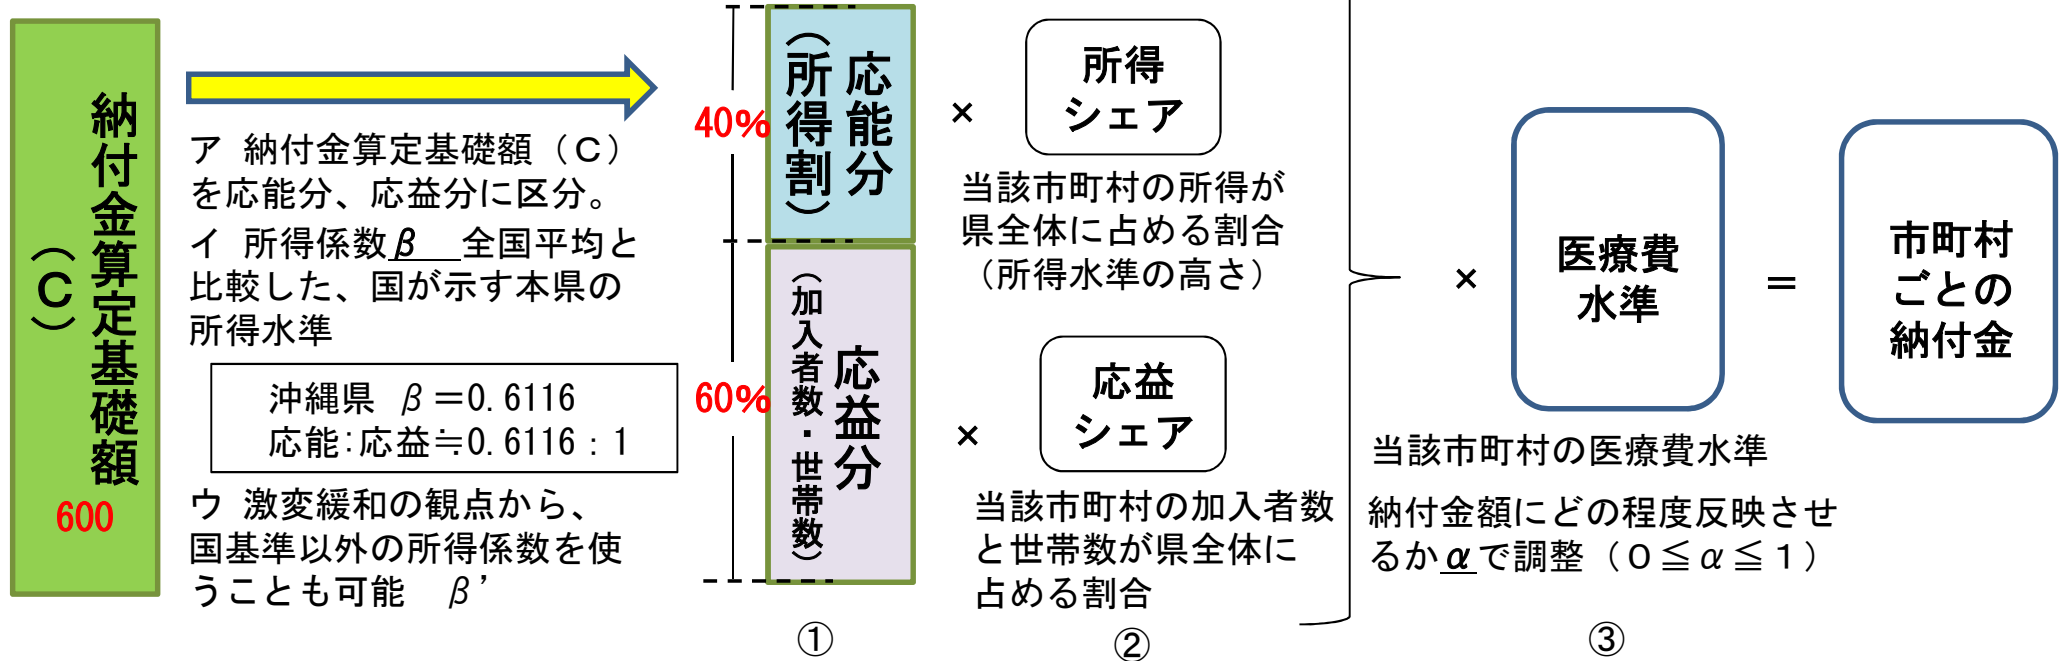 納付金算定基礎額
（Ｃ）
600
ア 納付金算定基礎額（Ｃ）
を応能分、応益分に区分。
イ 所得係数β 全国平均と
比較した、国が示す本県の
所得水準
沖縄県 β＝0.6116
応能:応益≒0.6116：1
ウ 激変緩和の観点から、
国基準以外の所得係数を使
うことも可能 β’
40%
60%
応能分
（所得割）
応益分
（加入者数・世帯数）
①
×
所得
シェア
当該市町村の所得が
県全体に占める割合
（所得水準の高さ）
×
応益
シェア
当該市町村の加入者数
と世帯数が県全体に
占める割合
②
×
医療費
水準
当該市町村の医療費水準
納付金額にどの程度反映させ
るかαで調整（０≦α≦１）
③
＝
市町村
ごとの
納付金